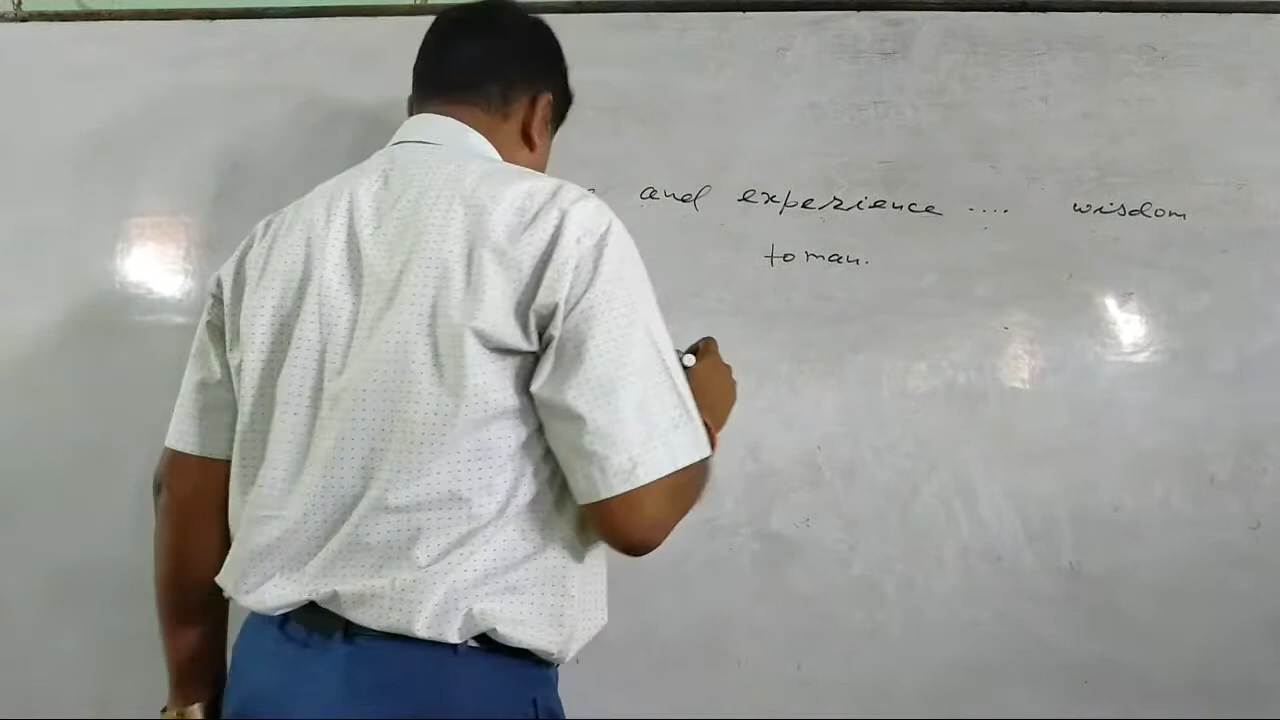 and experience .... wisdom
to man.